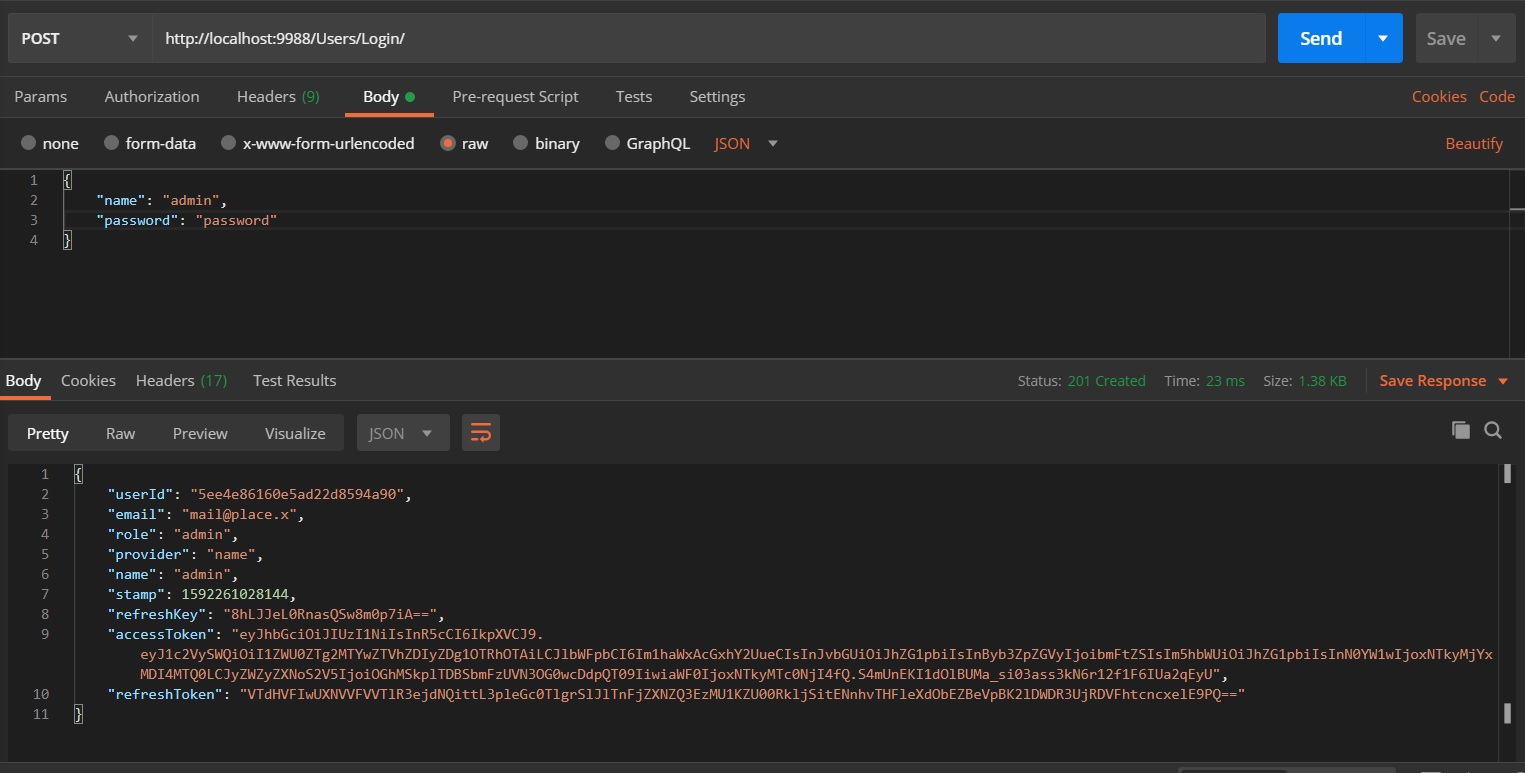 POST http://localhost:9988/Users/Login/ Send Save
Params Authorization Headers (9) Body Pre-request Script Tests Settings Cookies Code
none form-data x-www-form-urlencoded raw binary GraphQL JSON Beautify
1 {
2 "name": "admin",
3 "password": "password"
4 }
Body Cookies Headers (17) Test Results Status: 201 Created Time: 23 ms Size: 1.38 KB Save Response
Pretty Raw Preview Visualize JSON
1 {
2 "userId": "5ee4e86160e5ad22d8594a90",
3 "email": "mail@place.x",
4 "role": "admin",
5 "provider": "name",
6 "name": "admin",
7 "stamp": 1592261028144,
8 "refreshKey": "8hLJJeL0RnasQSw8m0p7iA==",
9 "accessToken": "eyJhbGciOiJIUzI1NiIsInR5cCI6IkpXVCJ9.
eyJ1c2VySWQiOiI1ZWU0ZTg2MTYwZTVhZDIyZDg1OTRhOTAiLCJlbWFpbCI6Im1haWxAcGxhY2UueCIsInJvbGUiOiJhZG1pbiIsInByb3ZpZGVyIjoibmFtZSIsIm5hbWUiOiJhZG1pbiIsInN0YW1wIjoxNTkyMjYx
MDI4MTQ0LCJyZWZyZXNoS2V5IjoiOGhMSkplTDBSbmFzUVN3OG0wcDdpQT09IiwiaWF0IjoxNTkyMTc0NjI4fQ.S4mUnEKI1dOlBUMa_si03ass3kN6r12f1F6IUa2qEyU",
10 "refreshToken": "VTdHVFIwUXNVVFVVTlR3ejdNQittL3pleGc0TlgrSlJlTnFjZXNZQ3EzMU1KZU00RkljSitENnhvTHFleXdObEZBeVpBK2lDWDR3UjRDVFhtcncxelE9PQ=="
11 }